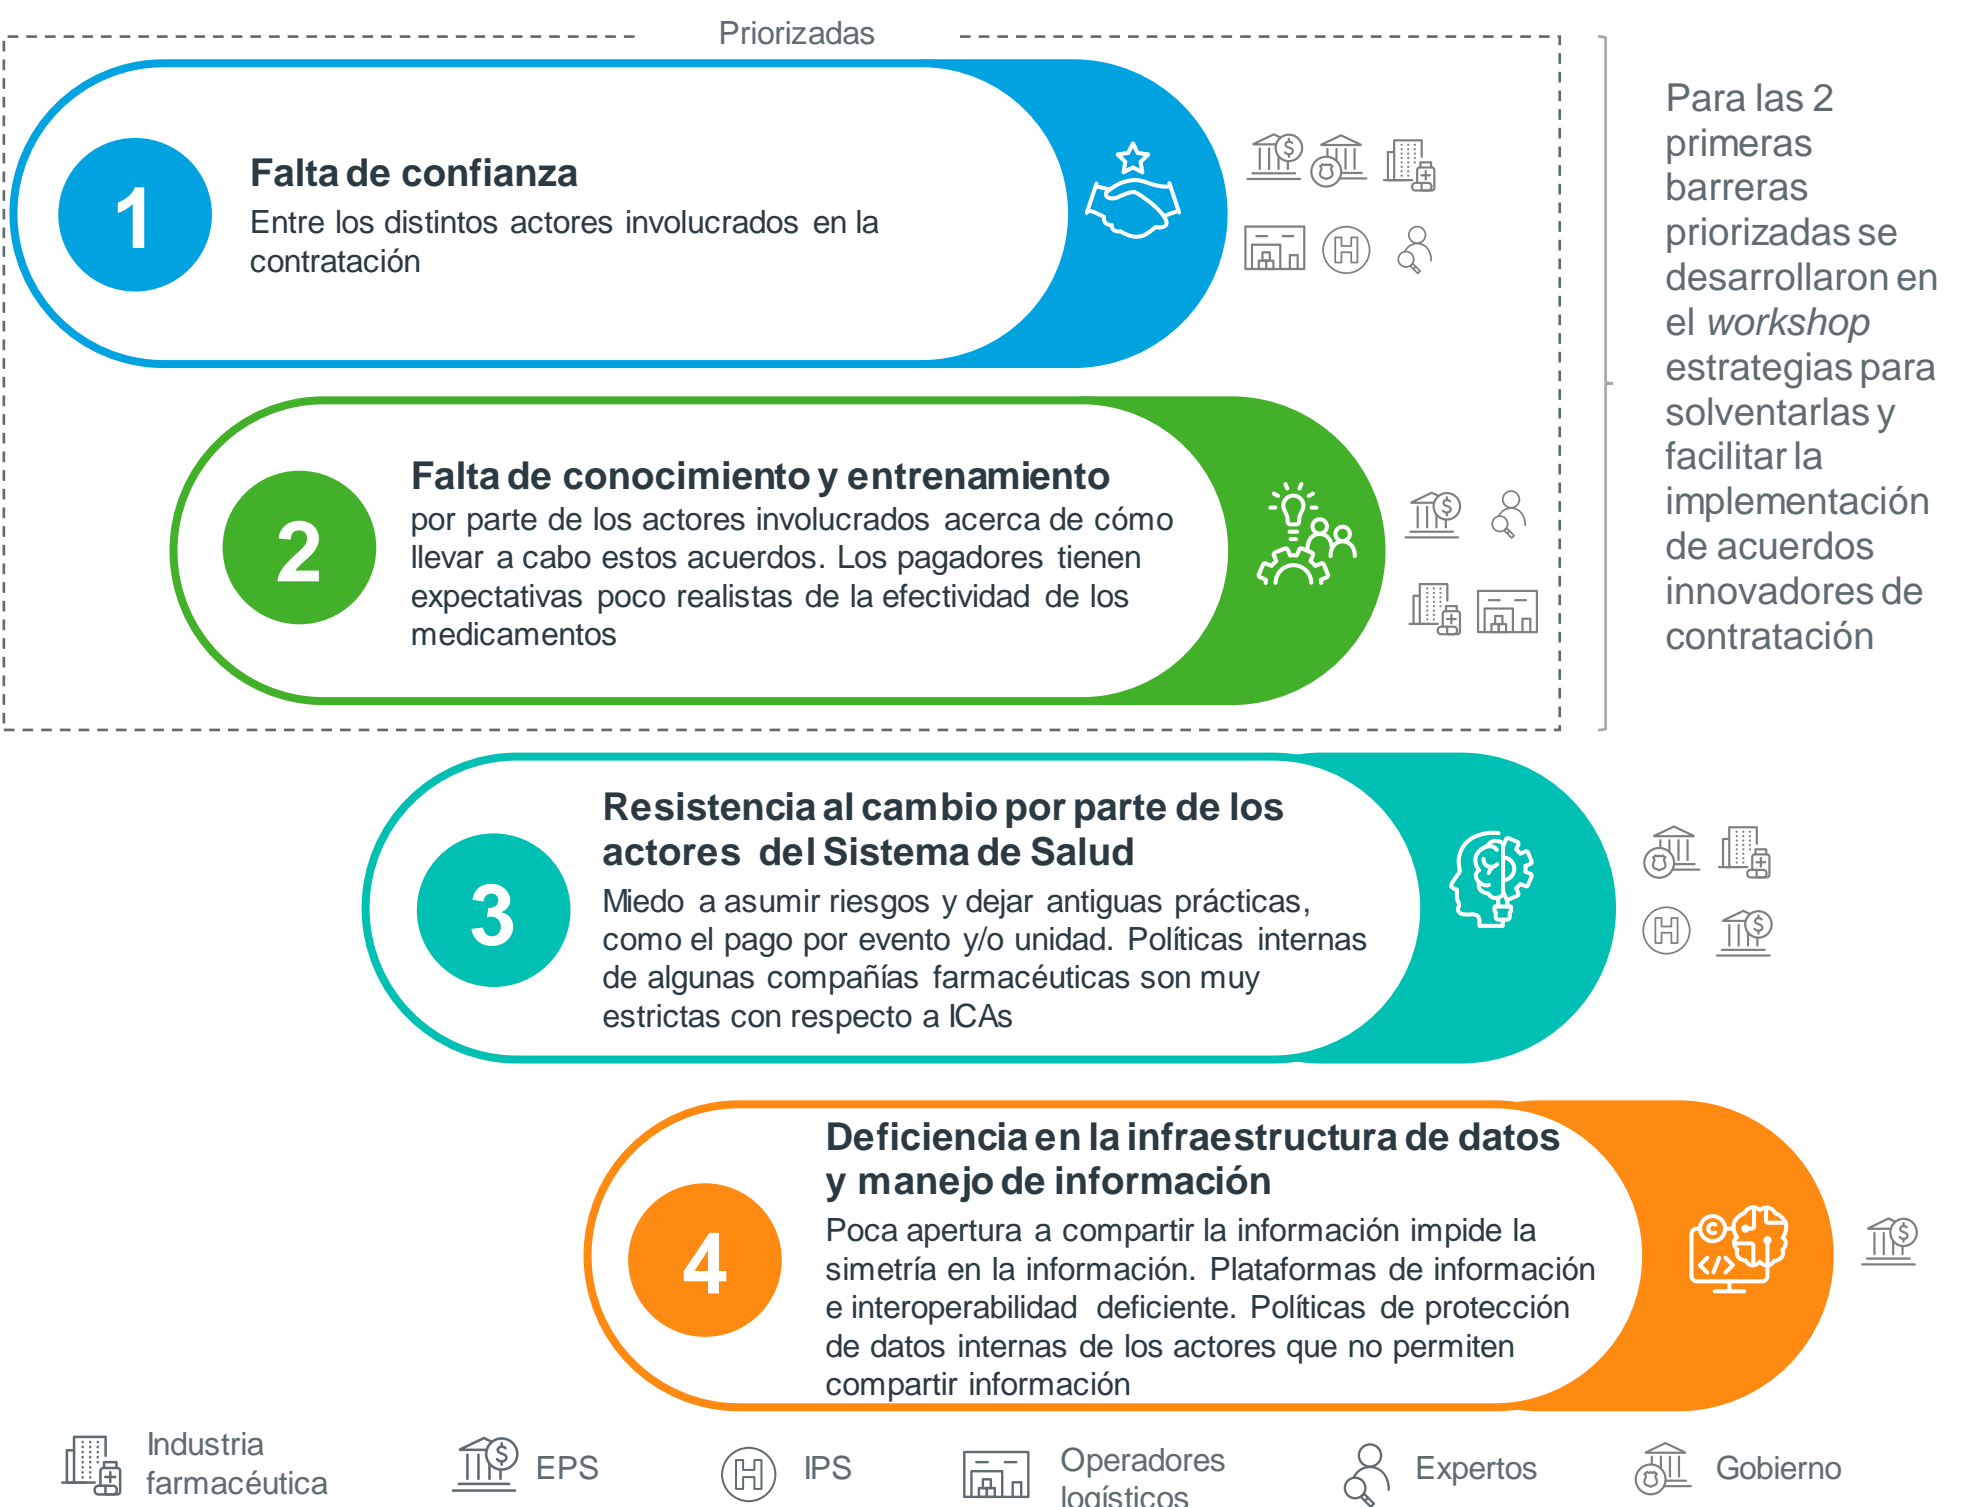 Priorizadas
1
Falta de confianza
Entre los distintos actores involucrados en la
contratación
2
Falta de conocimiento y entrenamiento
por parte de los actores involucrados acerca de cómo
llevar a cabo estos acuerdos. Los pagadores tienen
expectativas poco realistas de la efectividad de los
medicamentos
Para las 2
primeras
barreras
priorizadas se
desarrollaron en
el workshop
estrategias para
solventarlas y
facilitar la
implementación
de acuerdos
innovadores de
contratación
3
Resistencia al cambio por parte de los
actores del Sistema de Salud
Miedo a asumir riesgos y dejar antiguas prácticas,
como el pago por evento y/o unidad. Políticas internas
de algunas compañías farmacéuticas son muy
estrictas con respecto a ICAs
4
Deficiencia en la infraestructura de datos
y manejo de información
Poca apertura a compartir la información impide la
simetría en la información. Plataformas de información
e interoperabilidad deficiente. Políticas de protección
de datos internas de los actores que no permiten
compartir información
Industria
farmacéutica
EPS
IPS
Operadores
logísticos
Expertos
Gobierno